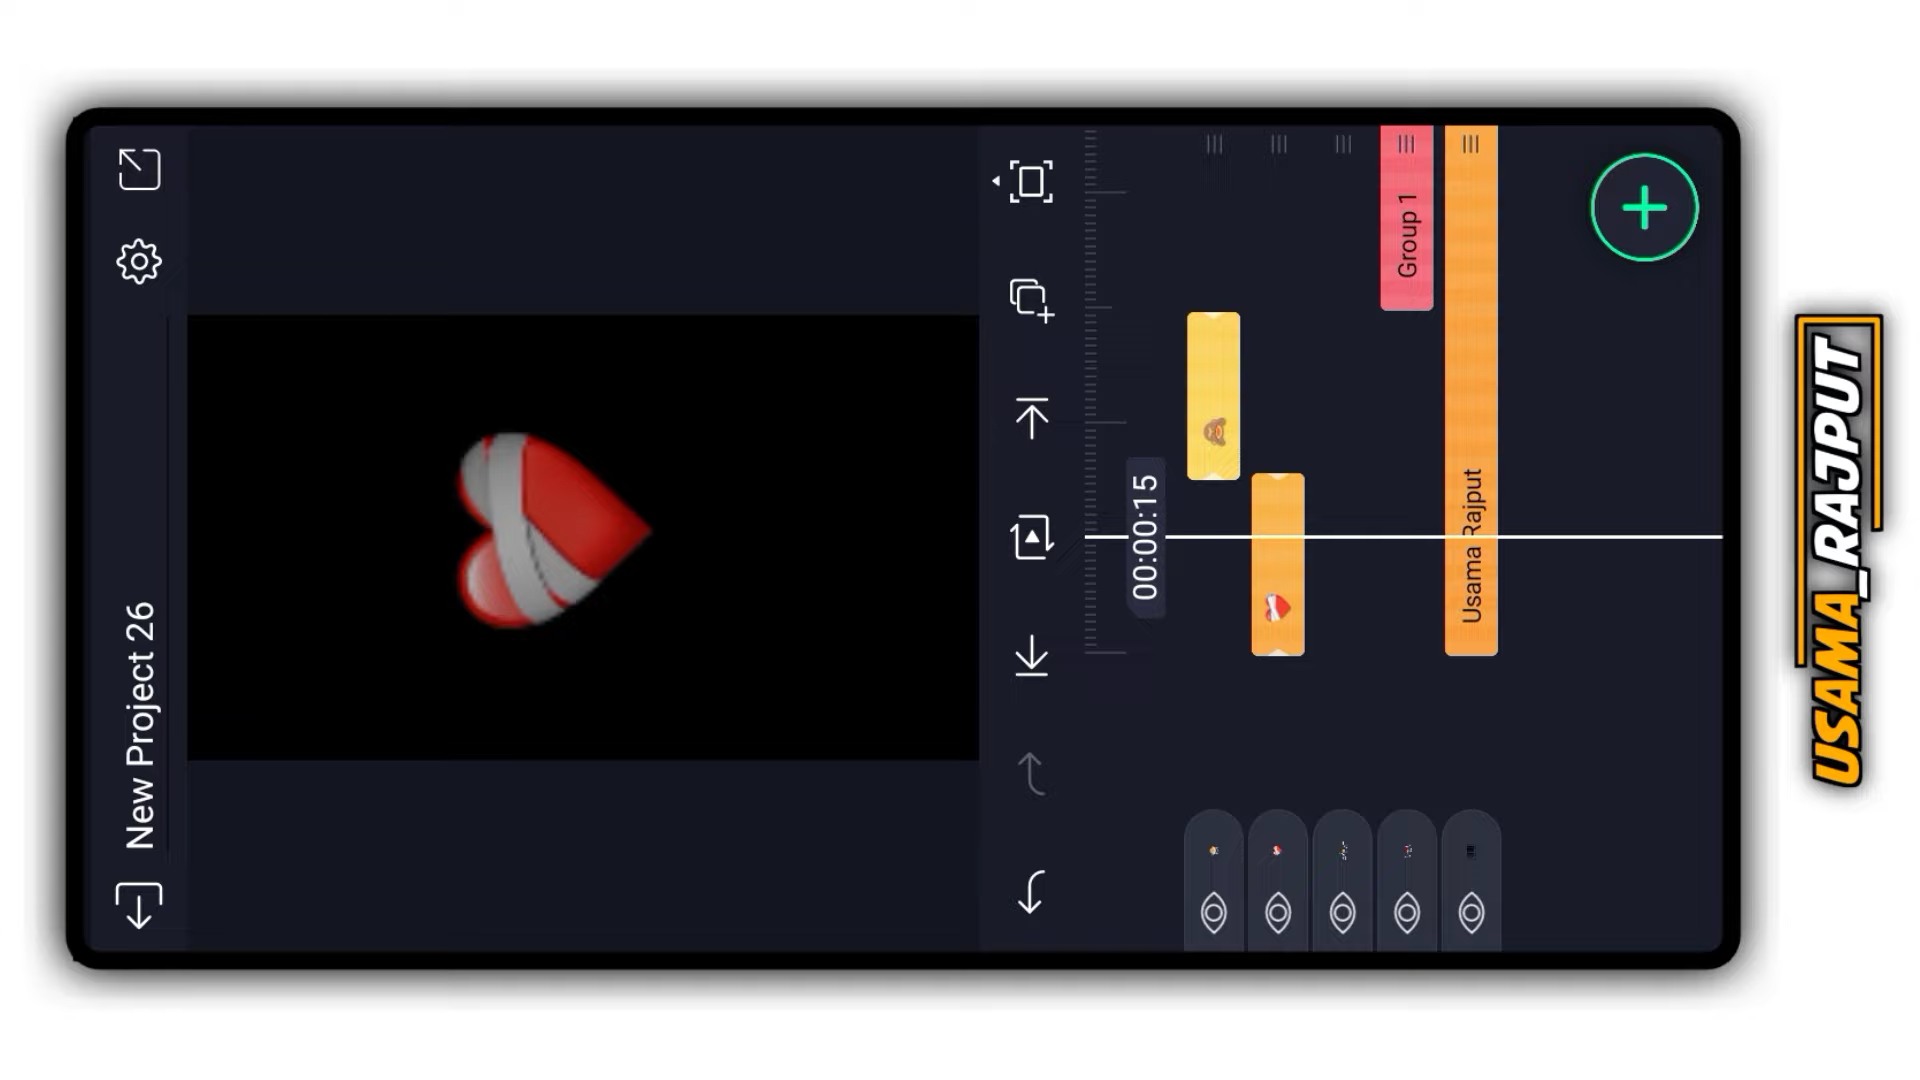 New Project 26
00:00:15
Group 1
Usama Rajput
USAMA_RAJPUT